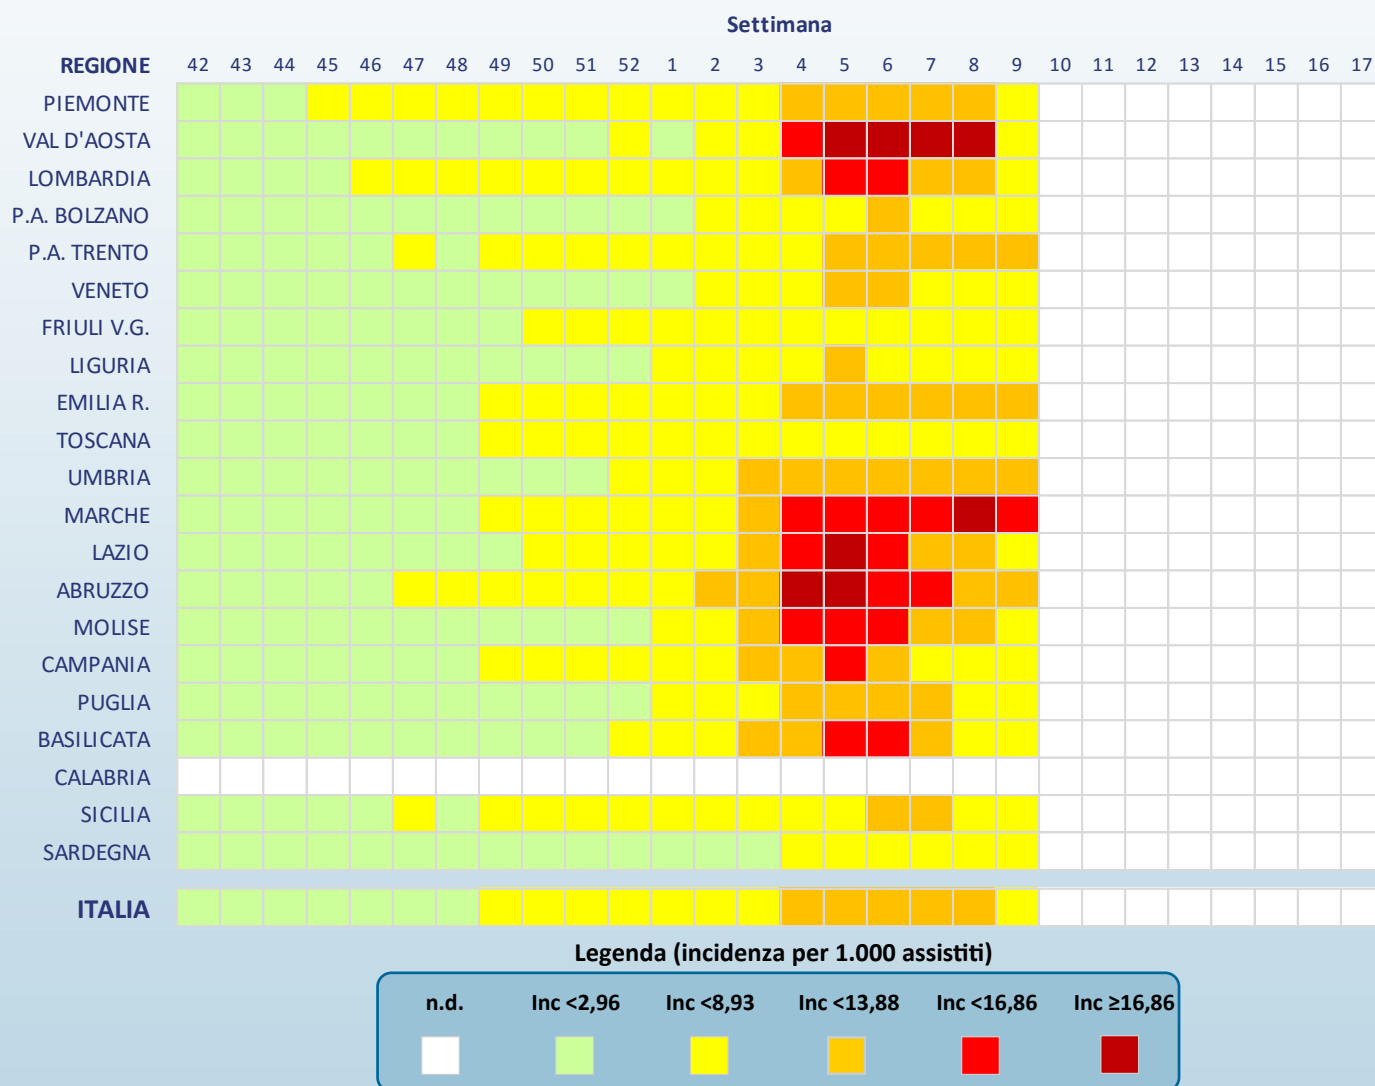 Settimana
REGIONE 42 43 44 45 46 47 48 49 50 51 52 1 2 3 4 5 6 7 8 9 10 11 12 13 14 15 16 17
PIEMONTE
VAL D'AOSTA
LOMBARDIA
P.A. BOLZANO
P.A. TRENTO
VENETO
FRIULI V.G.
LIGURIA
EMILIA R.
TOSCANA
UMBRIA
MARCHE
LAZIO
ABRUZZO
MOLISE
CAMPANIA
PUGLIA
BASILICATA
CALABRIA
SICILIA
SARDEGNA
ITALIA
Legenda (incidenza per 1.000 assistiti)
n.d. Inc <2,96 Inc <8,93 Inc <13,88 Inc <16,86 Inc ≥16,86